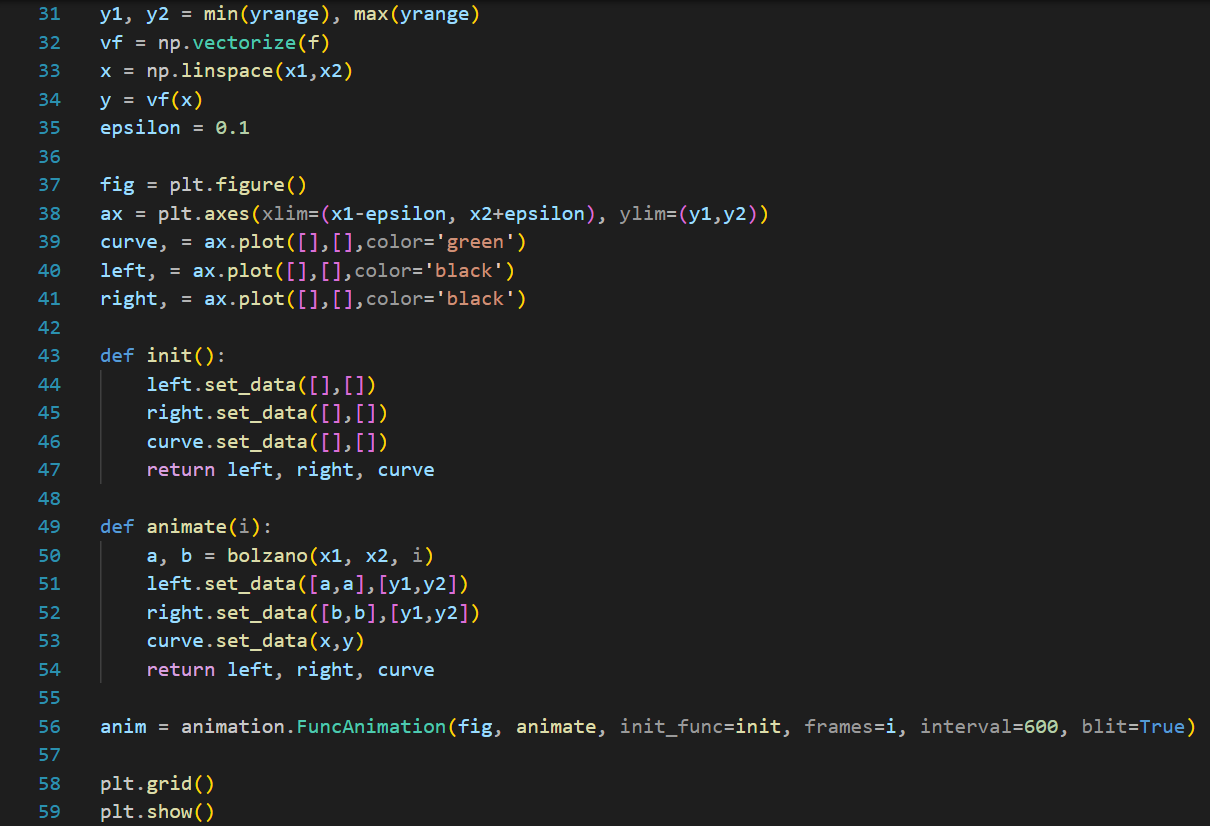 31 y1, y2 = min(yrange), max(yrange)
32 vf = np.vectorize(f)
33 x = np.linspace(x1,x2)
34 y = vf(x)
35 epsilon = 0.1
36
37 fig = plt.figure()
38 ax = plt.axes(xlim=(x1-epsilon, x2+epsilon), ylim=(y1,y2))
39 curve, = ax.plot([],[],color='green')
40 left, = ax.plot([],[],color='black')
41 right, = ax.plot([],[],color='black')
42
43 def init():
44     left.set_data([],[])
45     right.set_data([],[])
46     curve.set_data([],[])
47     return left, right, curve
48
49 def animate(i):
50     a, b = bolzano(x1, x2, i)
51     left.set_data([a,a],[y1,y2])
52     right.set_data([b,b],[y1,y2])
53     curve.set_data(x,y)
54     return left, right, curve
55
56 anim = animation.FuncAnimation(fig, animate, init_func=init, frames=i, interval=600, blit=True)
57
58 plt.grid()
59 plt.show()